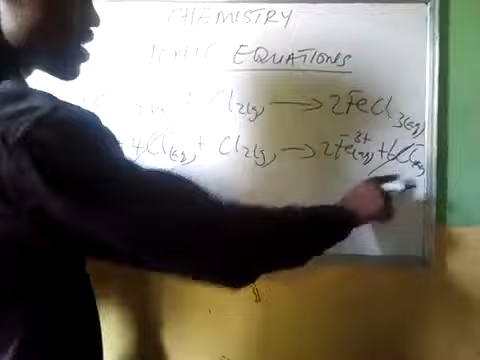 CHEMISTRY
IONIC EQUATIONS
+ Cl2(g) → 2FeCl3(aq)
+ 4Cl-(aq) + Cl2(g) → 2Fe3+(aq) + 6Cl-(aq)